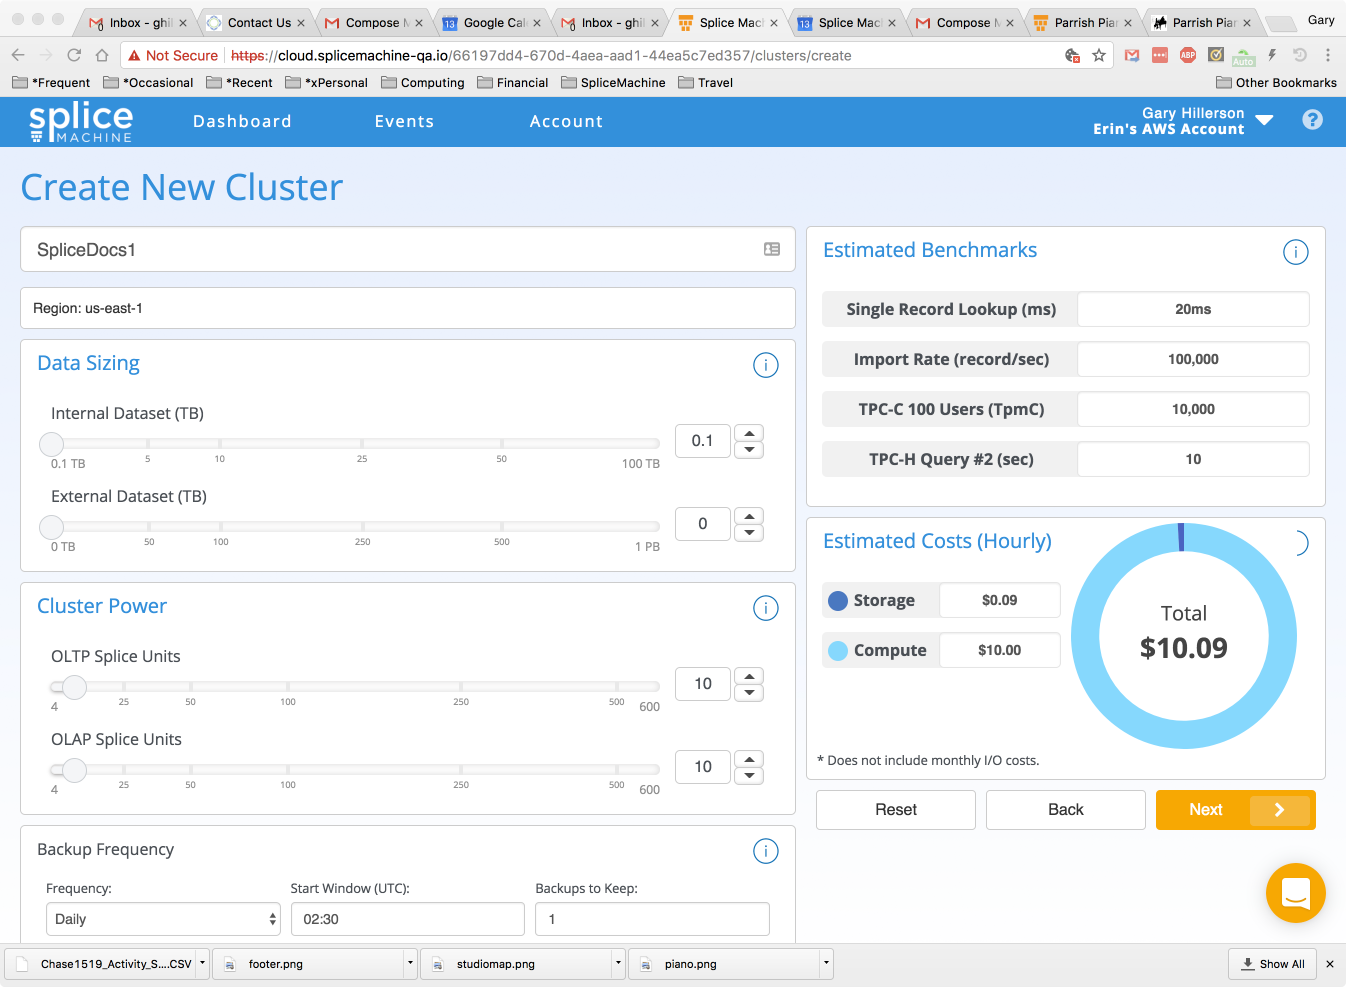 Inbox - ghil
Contact Us
Compose M
Google Cale
Inbox - ghil
Splice Mach
Splice Mach
Compose M
Parrish Pian
Parrish Pian
Gary
Not Secure
https://cloud.splicemachine-qa.io/66197dd4-670d-4aea-aad1-44ea5c7ed357/clusters/create
ABP
Auto
*Frequent
*Occasional
*Recent
*xPersonal
Computing
Financial
SpliceMachine
Travel
Other Bookmarks
splice
MACHINE
Dashboard
Events
Account
Gary Hillerson
Erin's AWS Account
?
Create New Cluster
SpliceDocs1
Region: us-east-1
Data Sizing
i
Internal Dataset (TB)
0.1
0.1 TB 5 10 25 50 100 TB
External Dataset (TB)
0
0 TB 50 100 250 500 1 PB
Cluster Power
i
OLTP Splice Units
10
4 25 50 100 250 500 600
OLAP Splice Units
10
4 25 50 100 250 500 600
Backup Frequency
i
Frequency: Start Window (UTC): Backups to Keep:
Daily 02:30 1
Estimated Benchmarks
i
Single Record Lookup (ms) 20ms
Import Rate (record/sec) 100,000
TPC-C 100 Users (TpmC) 10,000
TPC-H Query #2 (sec) 10
Estimated Costs (Hourly)
Storage $0.09
Compute $10.00
Total
$10.09
* Does not include monthly I/O costs.
Reset
Back
Next
Chase1519_Activity_S....CSV
footer.png
studiomap.png
piano.png
Show All